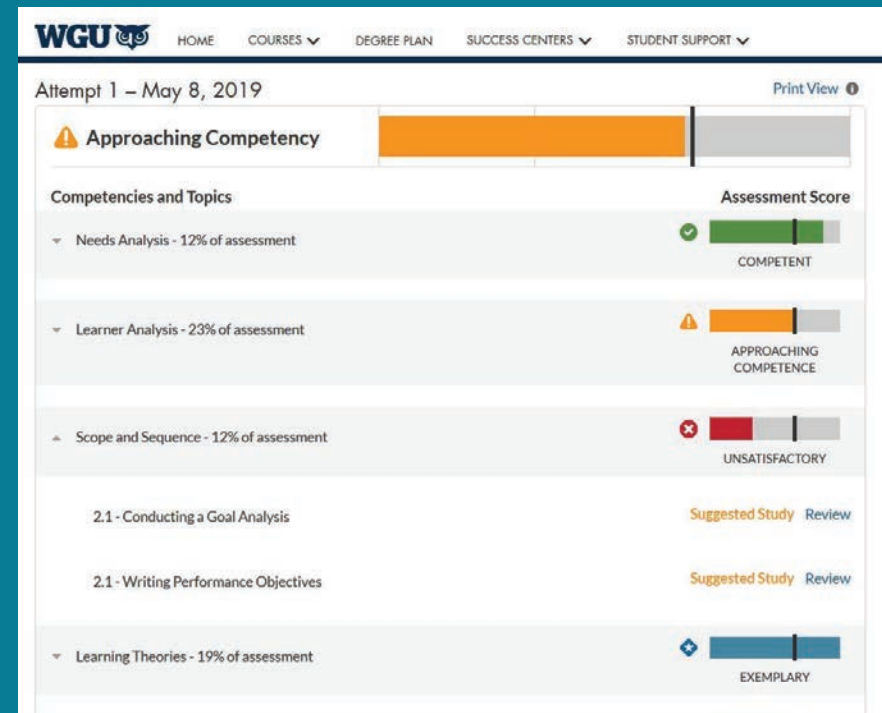 WGU HOME COURSES DEGREE PLAN SUCCESS CENTERS STUDENT SUPPORT
Attempt 1 – May 8, 2019 Print View
Approaching Competency
Competencies and Topics Assessment Score
Needs Analysis - 12% of assessment
COMPETENT
Learner Analysis - 23% of assessment
APPROACHING
COMPETENCE
Scope and Sequence - 12% of assessment
UNSATISFACTORY
2.1 - Conducting a Goal Analysis Suggested Study Review
2.1 - Writing Performance Objectives Suggested Study Review
Learning Theories - 19% of assessment
EXEMPLARY